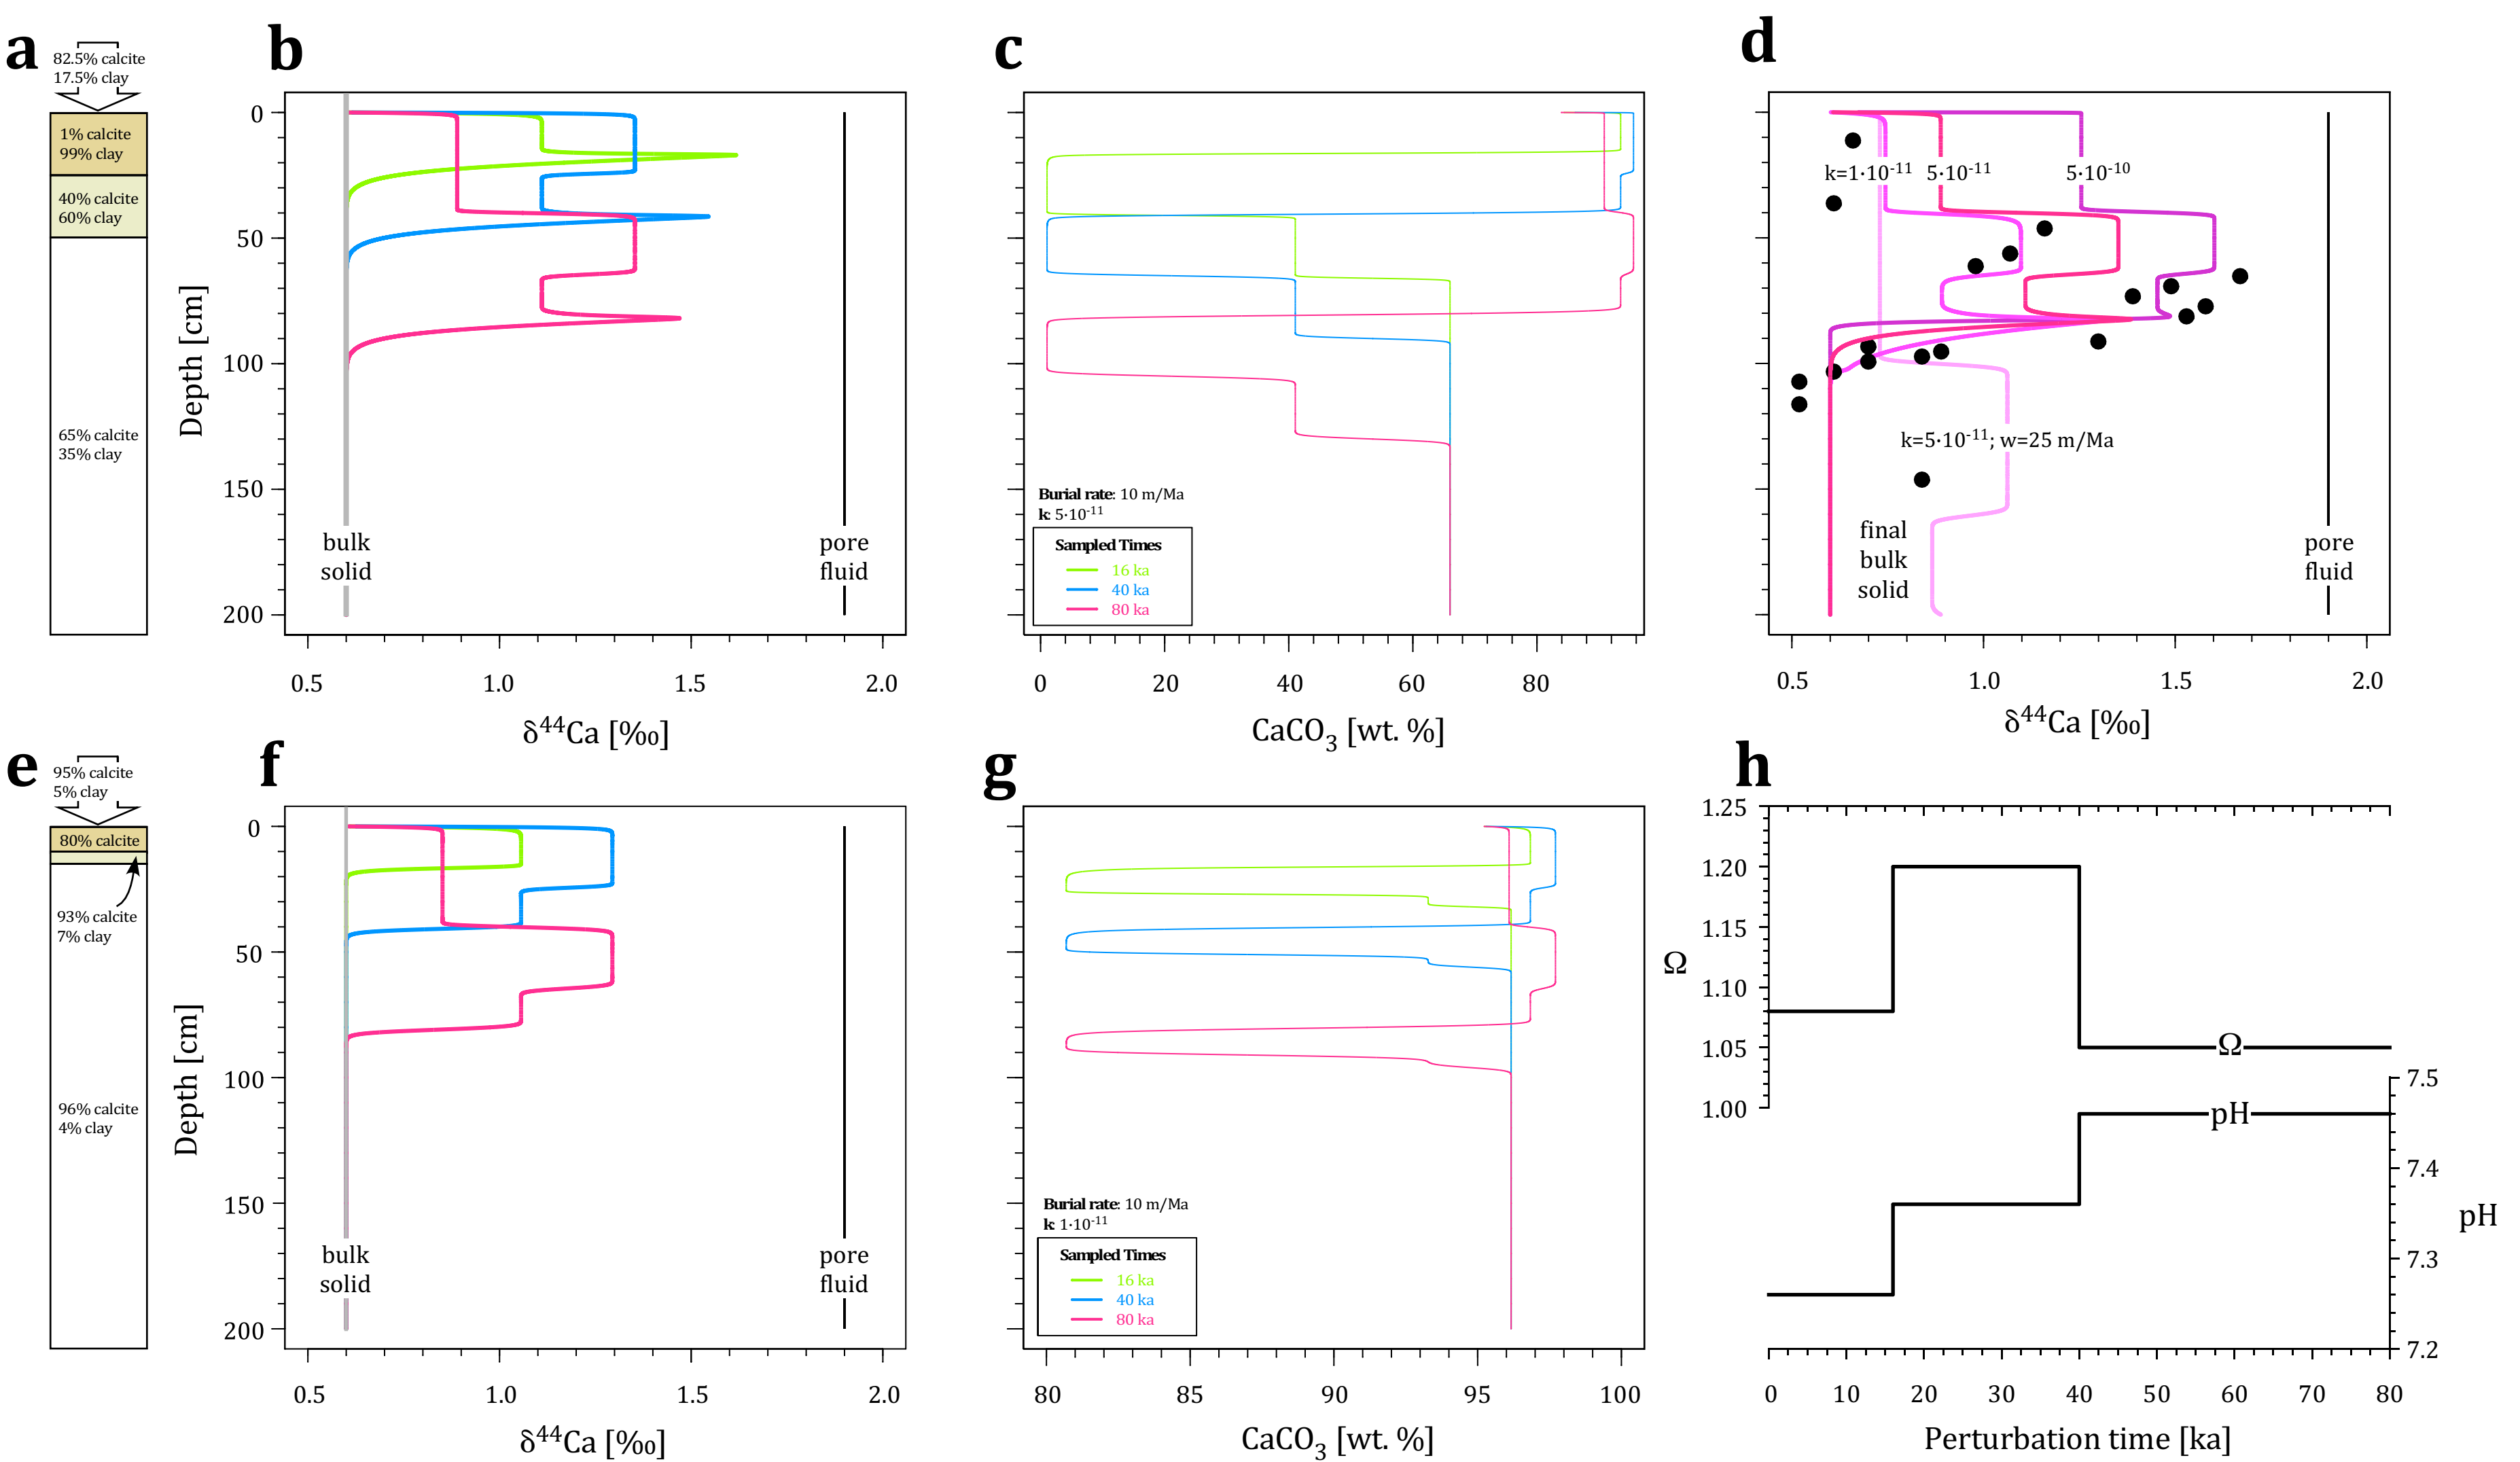 a
82.5% calcite
17.5% clay
1% calcite
99% clay
40% calcite
60% clay
65% calcite
35% clay
b
0
50
100
150
200
Depth [cm]
bulk
solid
pore
fluid
0.5
1.0
1.5
2.0
δ⁴⁴Ca [‰]
c
Burial rate: 10 m/Ma
k: 5·10⁻¹¹
Sampled Times
16 ka
40 ka
80 ka
0
20
40
60
80
CaCO₃ [wt. %]
d
k=1·10⁻¹¹
5·10⁻¹¹
5·10⁻¹⁰
k=5·10⁻¹¹; w=25 m/Ma
final
bulk
solid
pore
fluid
0.5
1.0
1.5
2.0
δ⁴⁴Ca [‰]
e
95% calcite
5% clay
80% calcite
93% calcite
7% clay
96% calcite
4% clay
f
0
50
100
150
200
Depth [cm]
bulk
solid
pore
fluid
0.5
1.0
1.5
2.0
δ⁴⁴Ca [‰]
g
Burial rate: 10 m/Ma
k: 1·10⁻¹¹
Sampled Times
16 ka
40 ka
80 ka
80
85
90
95
100
CaCO₃ [wt. %]
h
1.25
1.20
1.15
1.10
1.05
1.00
Ω
Ω
pH
7.5
7.4
7.3
7.2
pH
0
10
20
30
40
50
60
70
80
Perturbation time [ka]